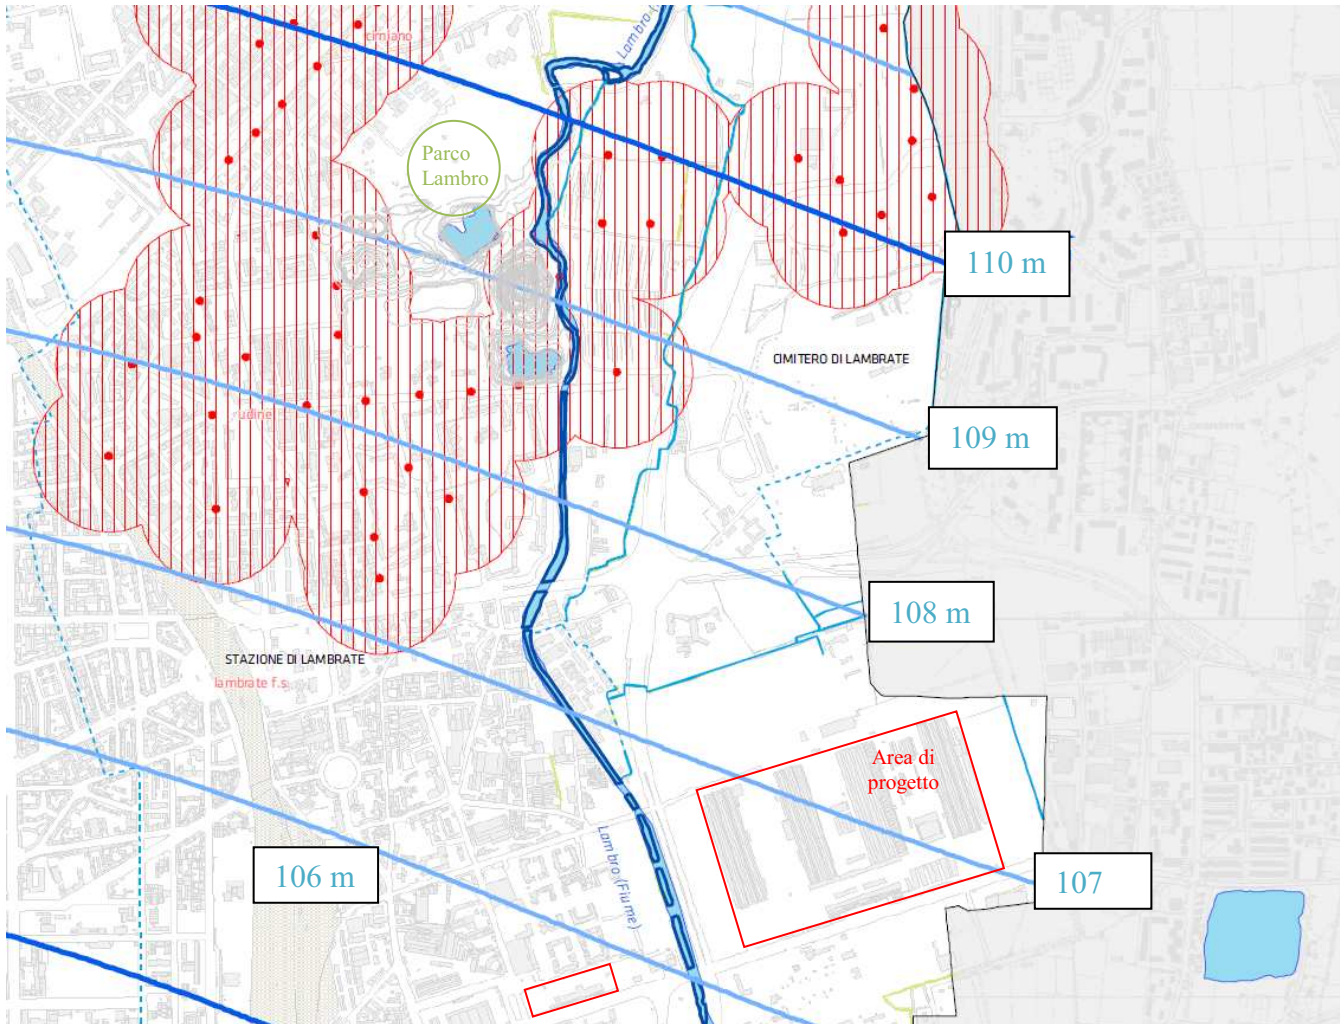 Lambro (
cimiano
Parco
Lambro
110 m
CIMITERO DI LAMBRATE
109 m
udine
108 m
STAZIONE DI LAMBRATE
lambrate f.s.
Area di
progetto
106 m
107
Lambro (Fiume)